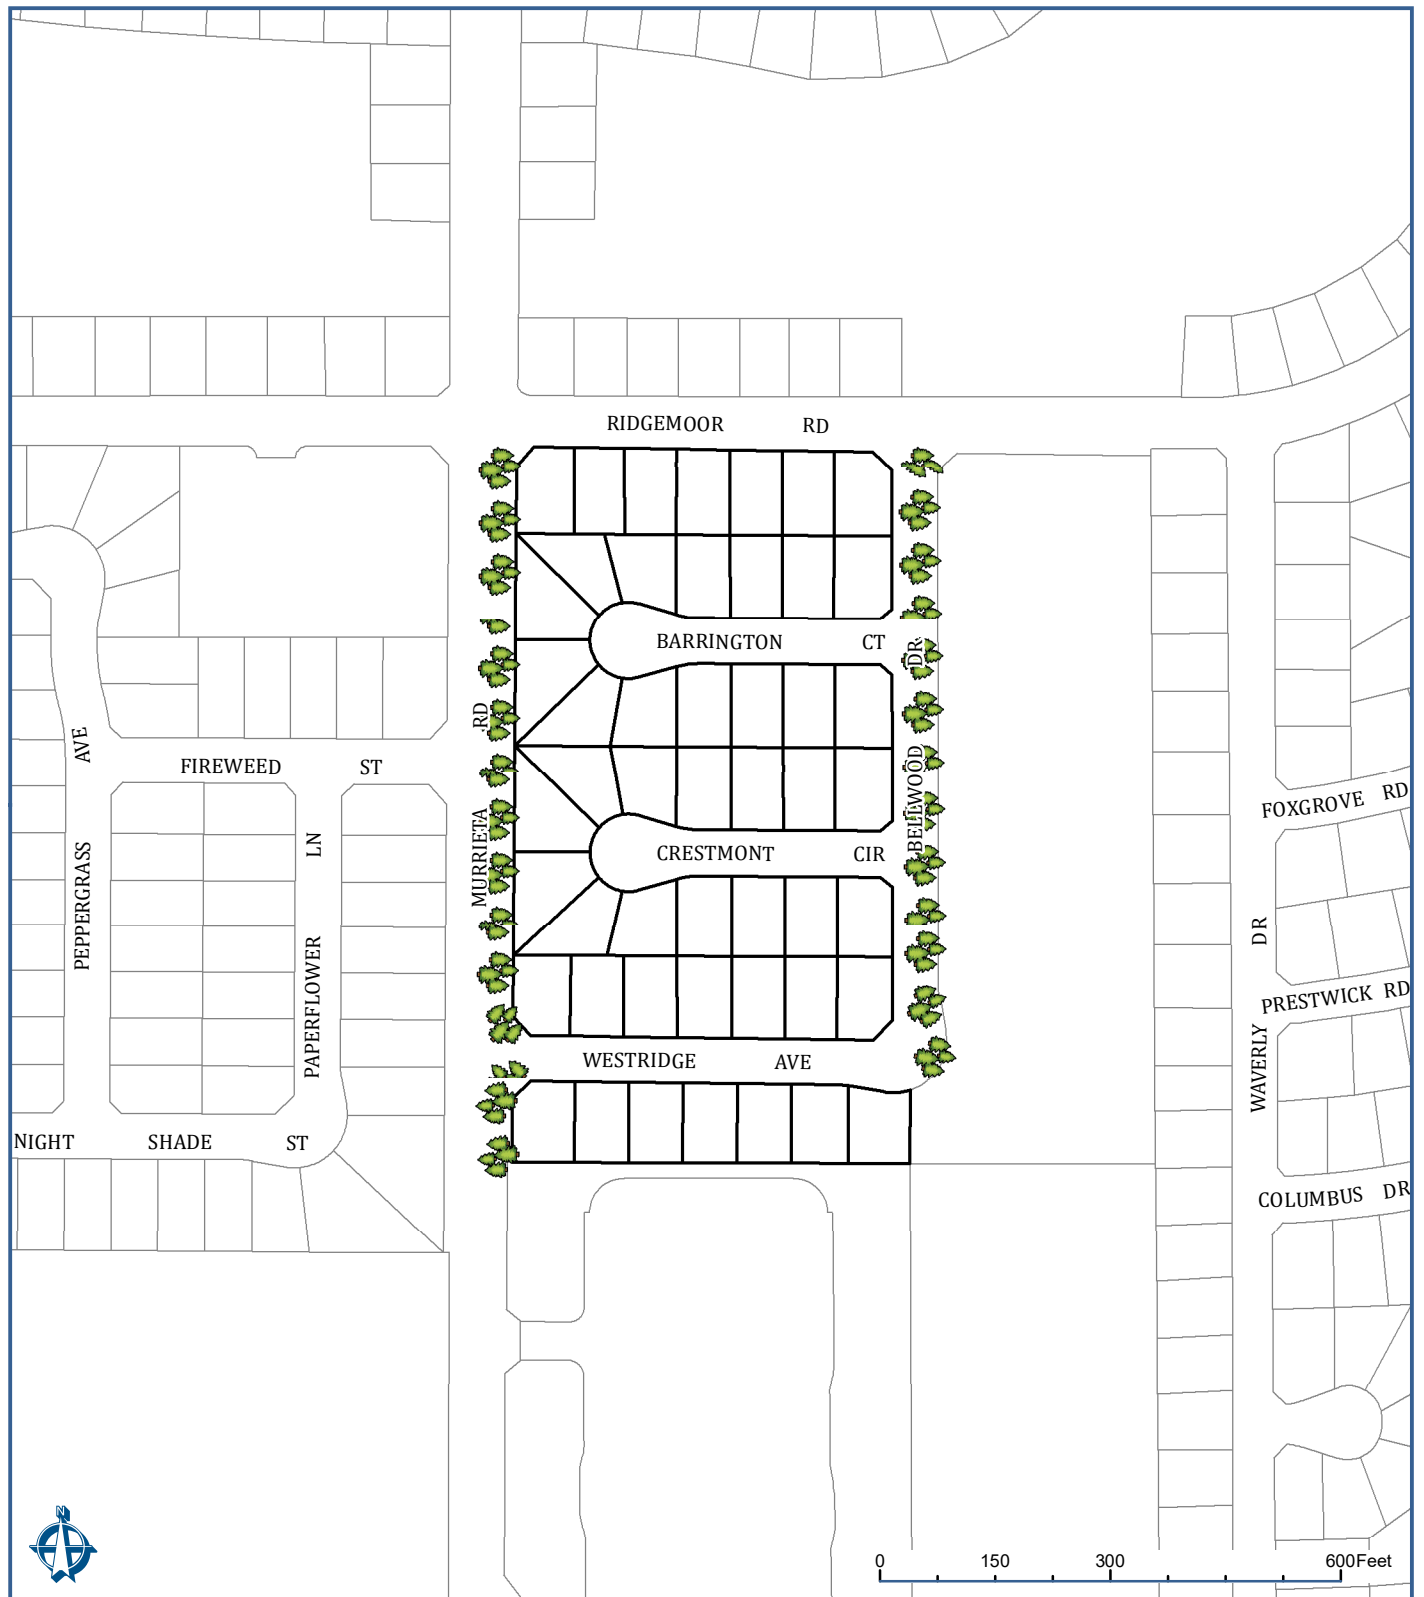 RIDGEMOOR RD
BARRINGTON CT
MURRIETA RD
BELLWOOD DR
PEPPERGRASS AVE
FIREWEED ST
PAPERFLOWER LN
CRESTMONT CIR
FOXGROVE RD
WAVERLY DR
PRESTWICK RD
WESTRIDGE AVE
NIGHT SHADE ST
COLUMBUS DR
N
0 150 300 600Feet